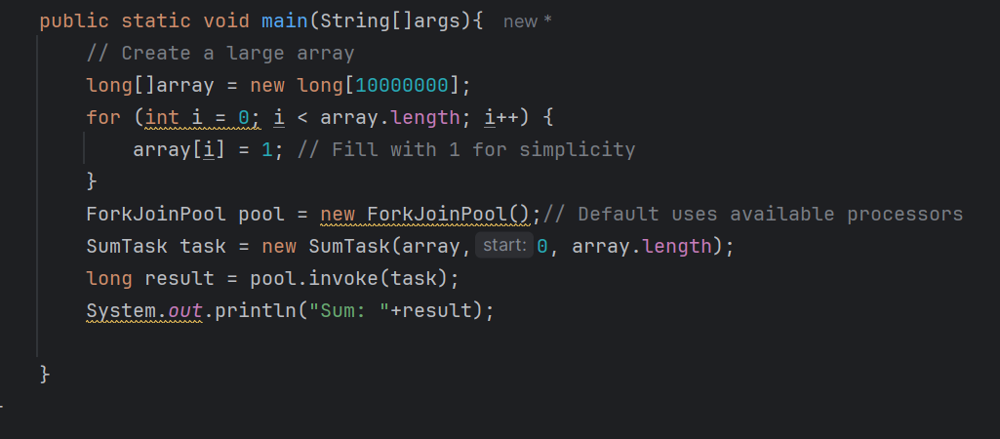 public static void main(String[]args){ new *
// Create a large array
long[]array = new long[10000000];
for (int i = 0; i < array.length; i++) {
array[i] = 1; // Fill with 1 for simplicity
}
ForkJoinPool pool = new ForkJoinPool();// Default uses available processors
SumTask task = new SumTask(array, start: 0, array.length);
long result = pool.invoke(task);
System.out.println("Sum: "+result);
}